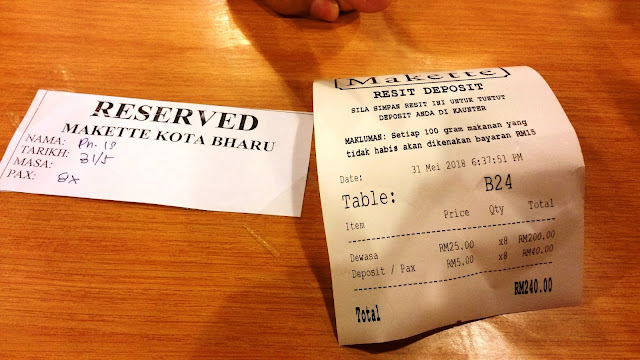 RESERVED
MAKETTE KOTA BHARU
NAMA: Pn.
TARIKH: 31/5
MASA:
PAX: 8x
Makette
RESIT DEPOSIT
SILA SIMPAN RESIT INI UNTUK TUNTUT
DEPOSIT ANDA DI KAUNTER
MAKLUMAN: Setiap 100 gram makanan yang
tidak habis akan dikenakan bayaran RM15
Date: 31 Mei 2018 6:37:51 PM
Table: B24
Item Price Qty Total
Dewasa RM25.00 x8 RM200.00
Deposit / Pax RM5.00 x8 RM40.00
Total RM240.00